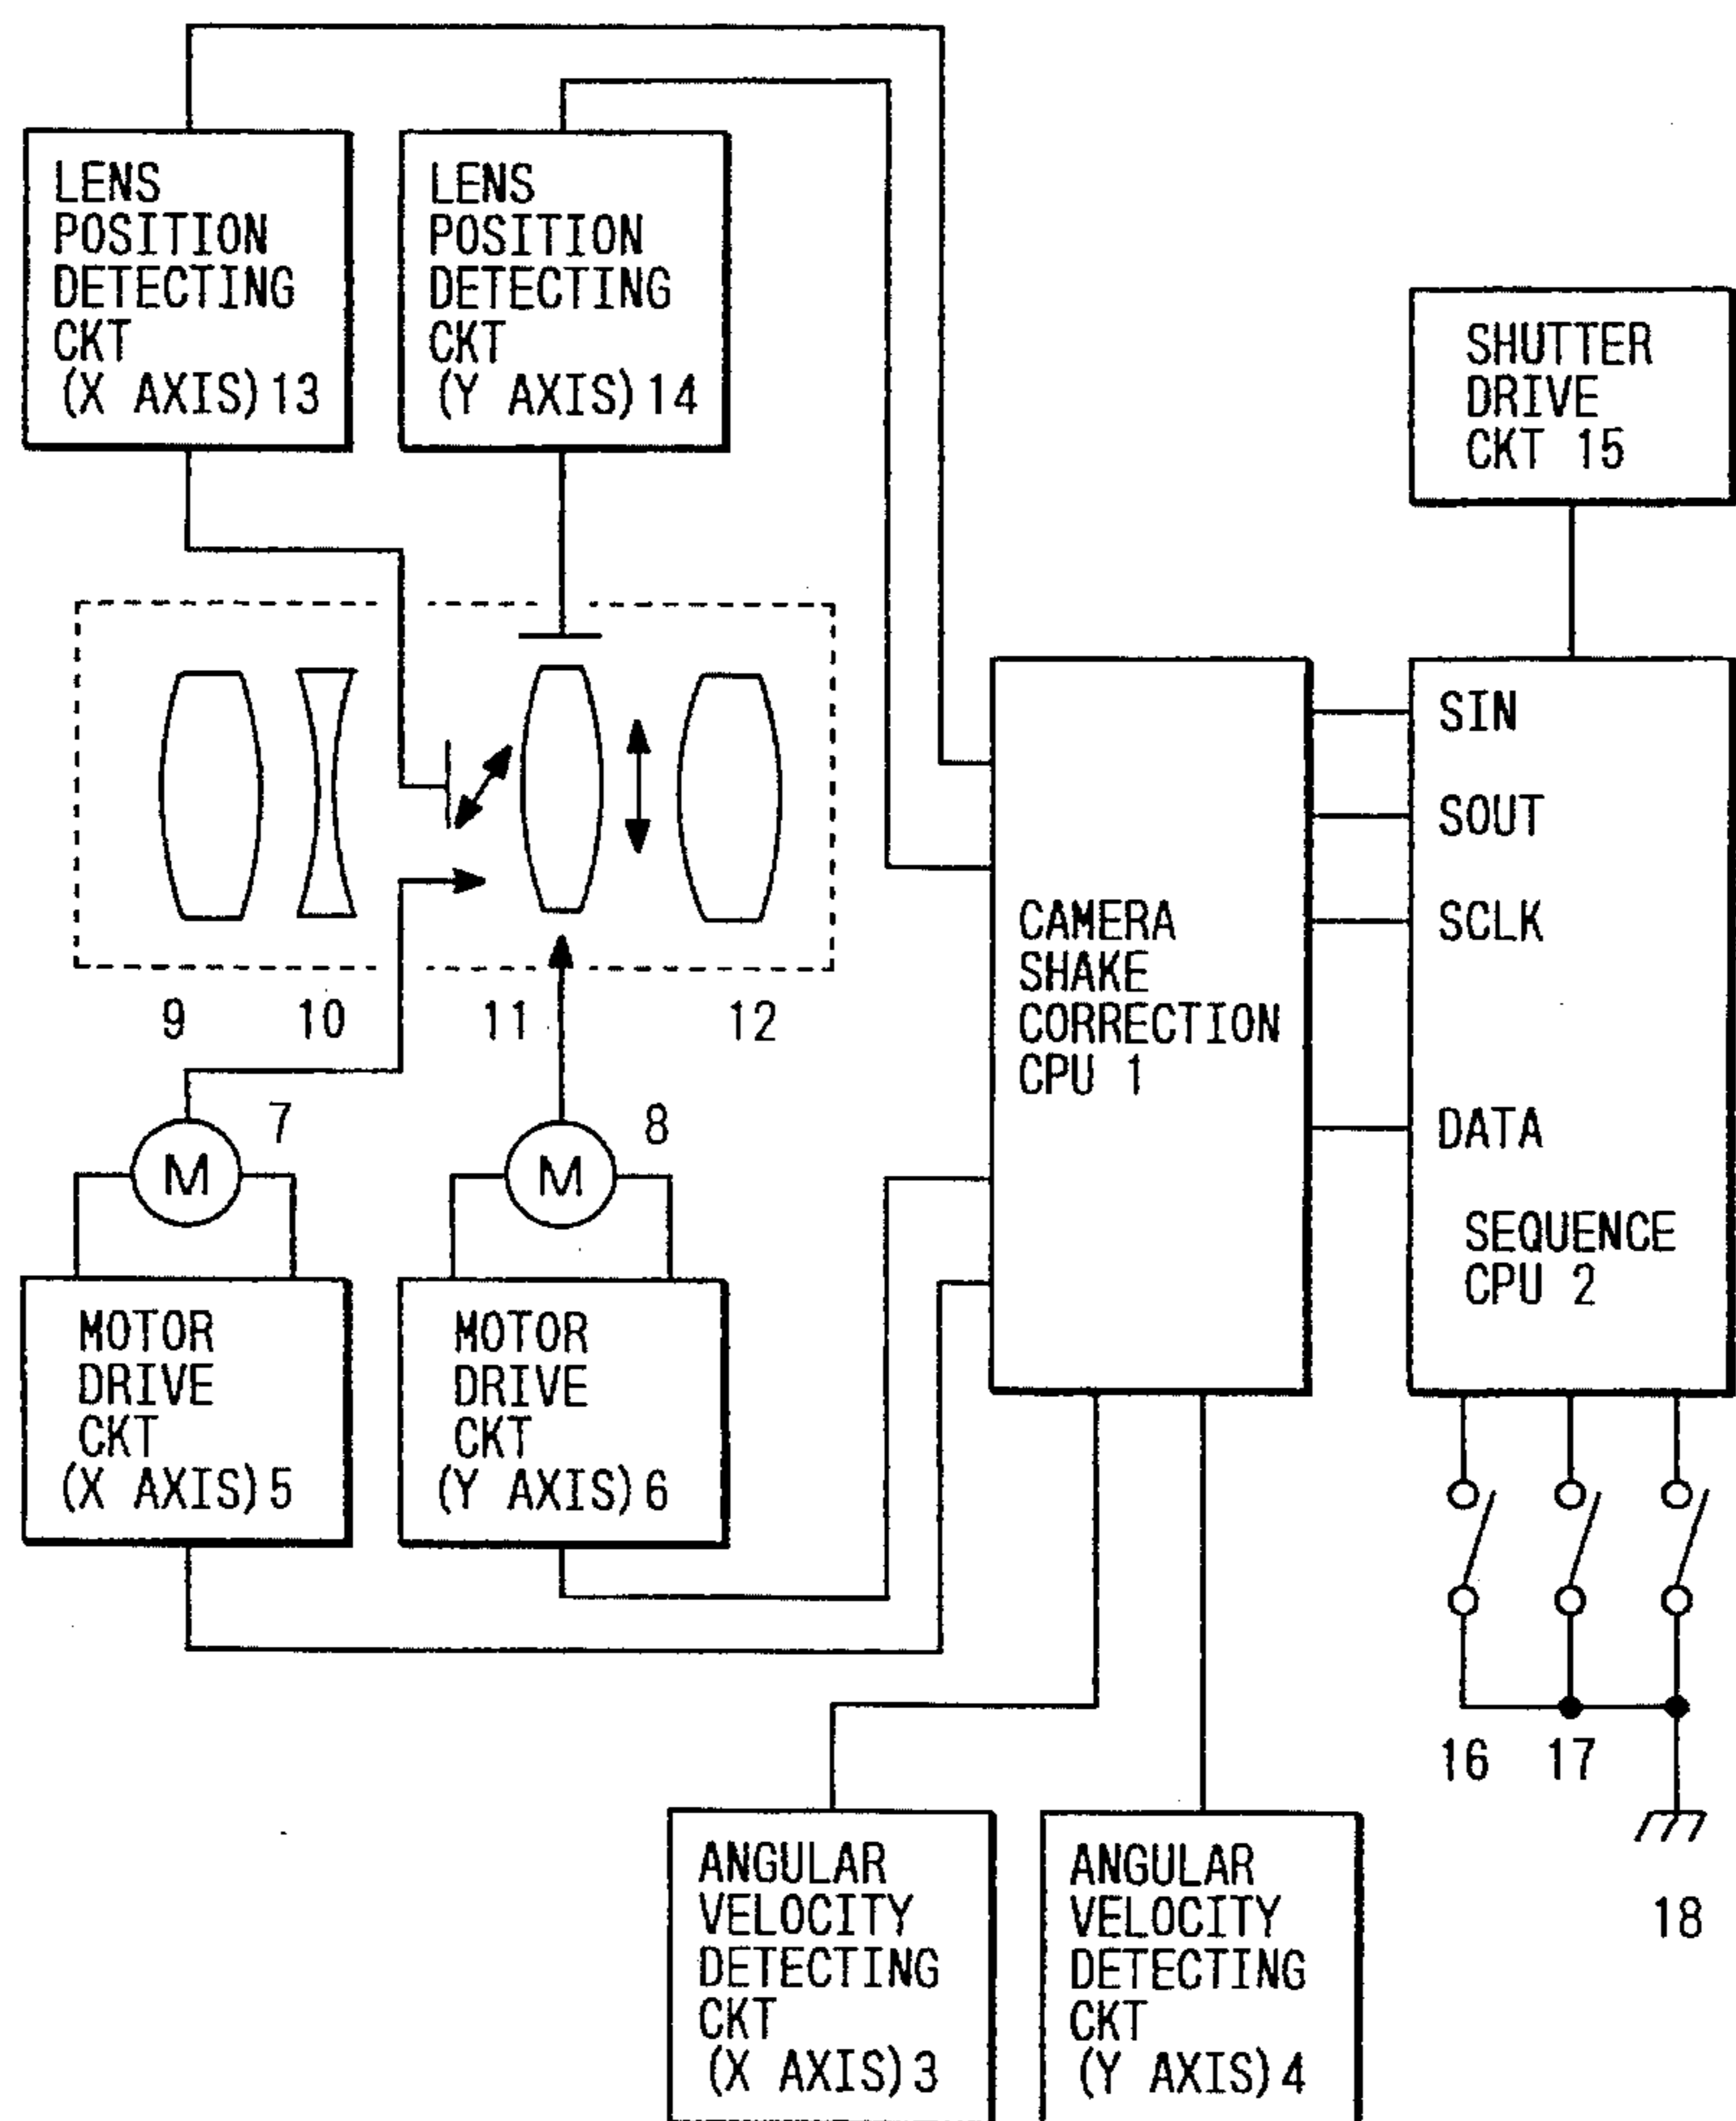 LENS
POSITION
DETECTING
CKT
(X AXIS)13
LENS
POSITION
DETECTING
CKT
(Y AXIS)14
SHUTTER
DRIVE
CKT 15
SIN
SOUT
SCLK
DATA
SEQUENCE
CPU 2
CAMERA
SHAKE
CORRECTION
CPU 1
9
10
11
12
7
8
M
M
MOTOR
DRIVE
CKT
(X AXIS)5
MOTOR
DRIVE
CKT
(Y AXIS)6
16
17
18
ANGULAR
VELOCITY
DETECTING
CKT
(X AXIS)3
ANGULAR
VELOCITY
DETECTING
CKT
(Y AXIS)4